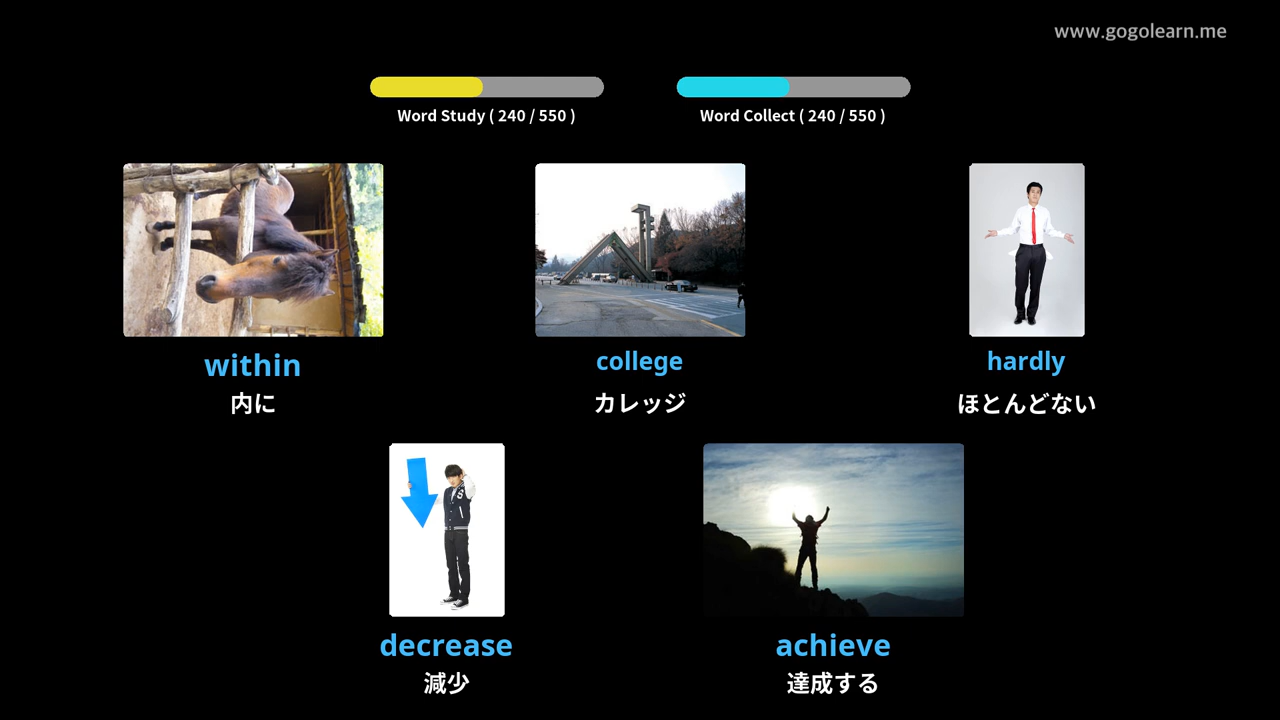 www.gogolearn.me
Word Study ( 240 / 550 )
Word Collect ( 240 / 550 )
within
内に
college
カレッジ
hardly
ほとんどない
decrease
減少
achieve
達成する